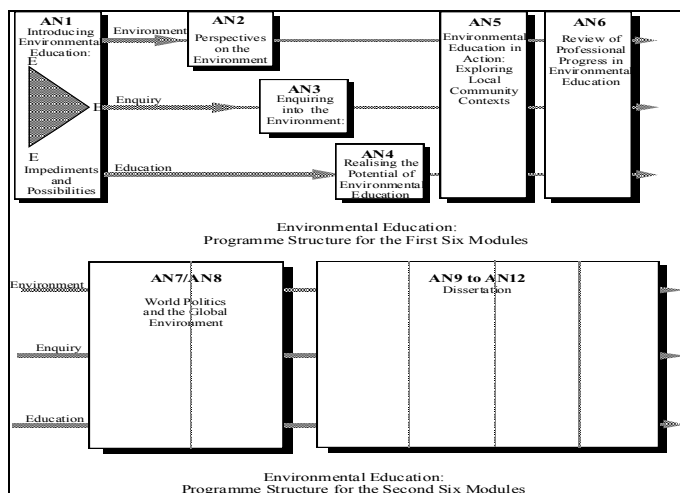 AN1
Introducing
Environmental
Education:
E
E
E
Impediments
and
Possibilities
Environment
Enquiry
Education
AN2
Perspectives
on the
Environment
AN3
Enquiring
into the
Environment:
AN4
Realising the
Potential of
Environmental
Education
AN5
Environmental
Education in
Action:
Exploring
Local
Community
Contexts
AN6
Review of
Professional
Progress in
Environmental
Education
Environmental Education:
Programme Structure for the First Six Modules
Environment
Enquiry
Education
AN7/AN8
World Politics
and the Global
Environment
AN9 to AN12
Dissertation
Environmental Education:
Programme Structure for the Second Six Modules